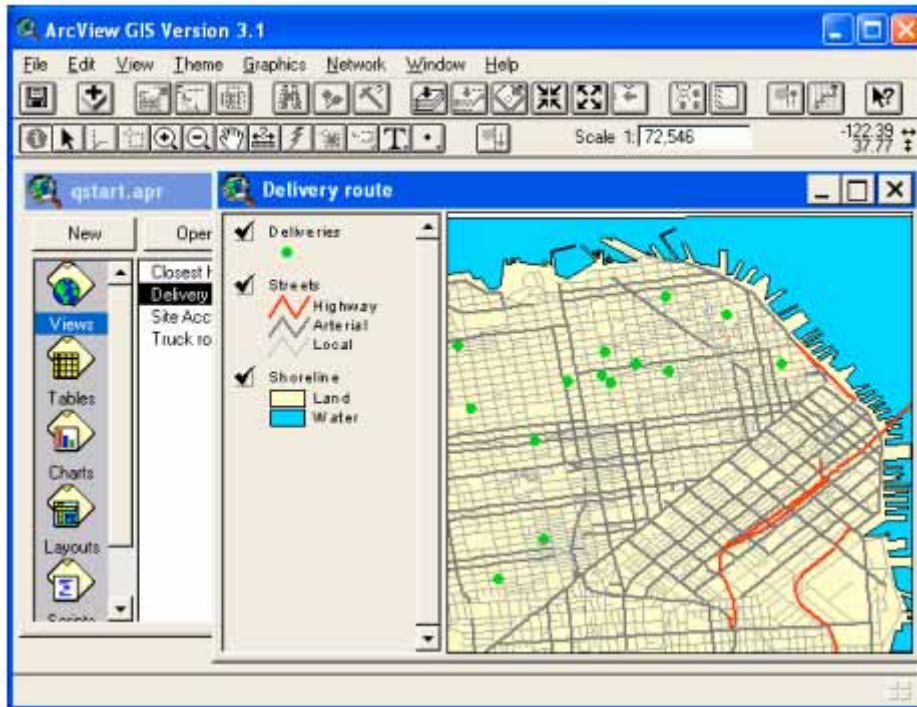 ArcView GIS Version 3.1
File Edit View Theme Graphics Network Window Help
Scale 1: 72,546
-122.39
37.77
qstart.apr
New Oper
Views
Tables
Charts
Layouts
Scripts
Closest H
Delivery
Site Acc
Truck ro
Delivery route
Deliveries
Streets
Highway
Arterial
Local
Shoreline
Land
Water